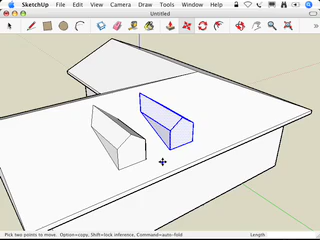 SketchUp File Edit View Camera Draw Tools Window Help
Untitled
Pick two points to move. Option=copy, Shift=lock inference, Command=auto-fold Length